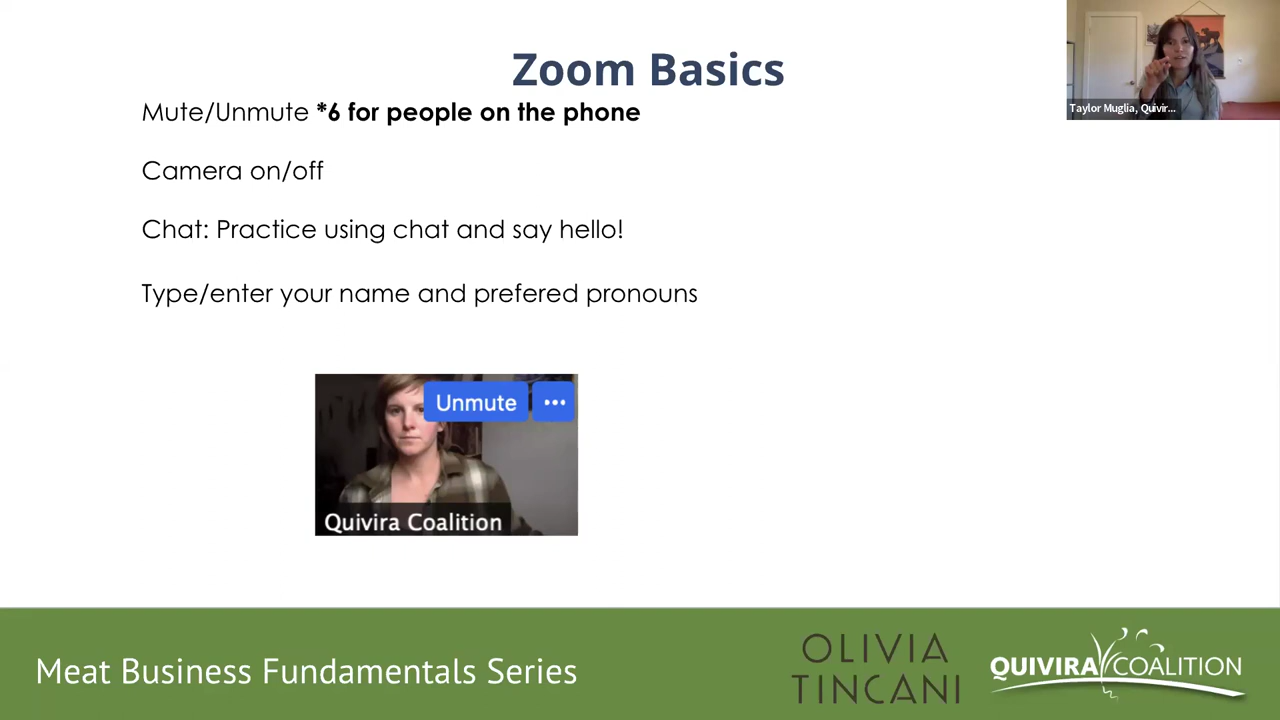 Zoom Basics
Mute/Unmute *6 for people on the phone
Taylor Muglia, Quivir...
Camera on/off
Chat: Practice using chat and say hello!
Type/enter your name and prefered pronouns
Unmute
Quivira Coalition
Meat Business Fundamentals Series
OLIVIA
TINCANI
QUIVIRA COALITION